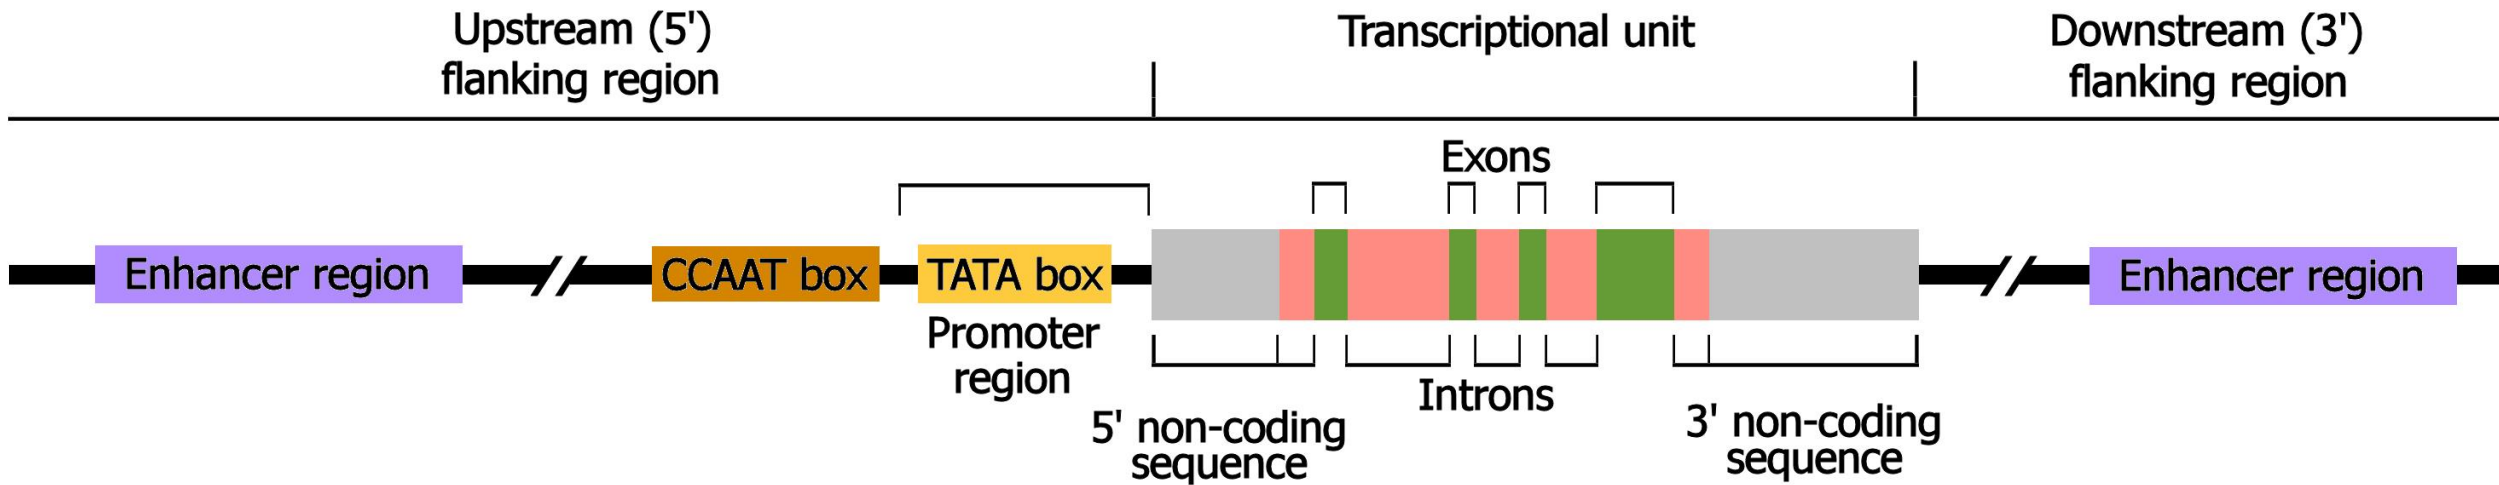 Upstream (5')
flanking region
Transcriptional unit
Downstream (3')
flanking region
Exons
Enhancer region
CCAAT box
TATA box
Enhancer region
Promoter
region
Introns
5' non-coding
sequence
3' non-coding
sequence